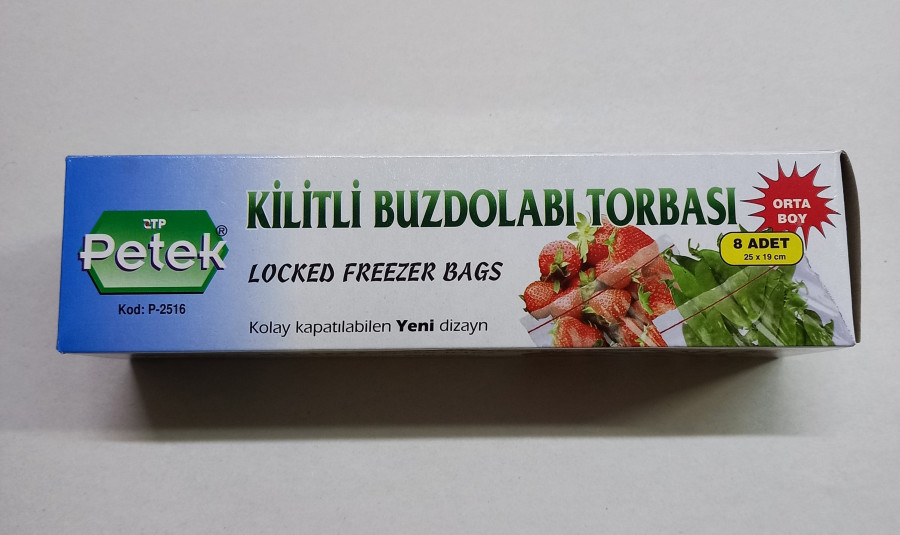 KİLİTLİ BUZDOLABI TORBASI
ORTA
BOY
8 ADET
25 x 19 cm
LOCKED FREEZER BAGS
Kolay kapatılabilen Yeni dizayn
Petek®
Kod: P-2516